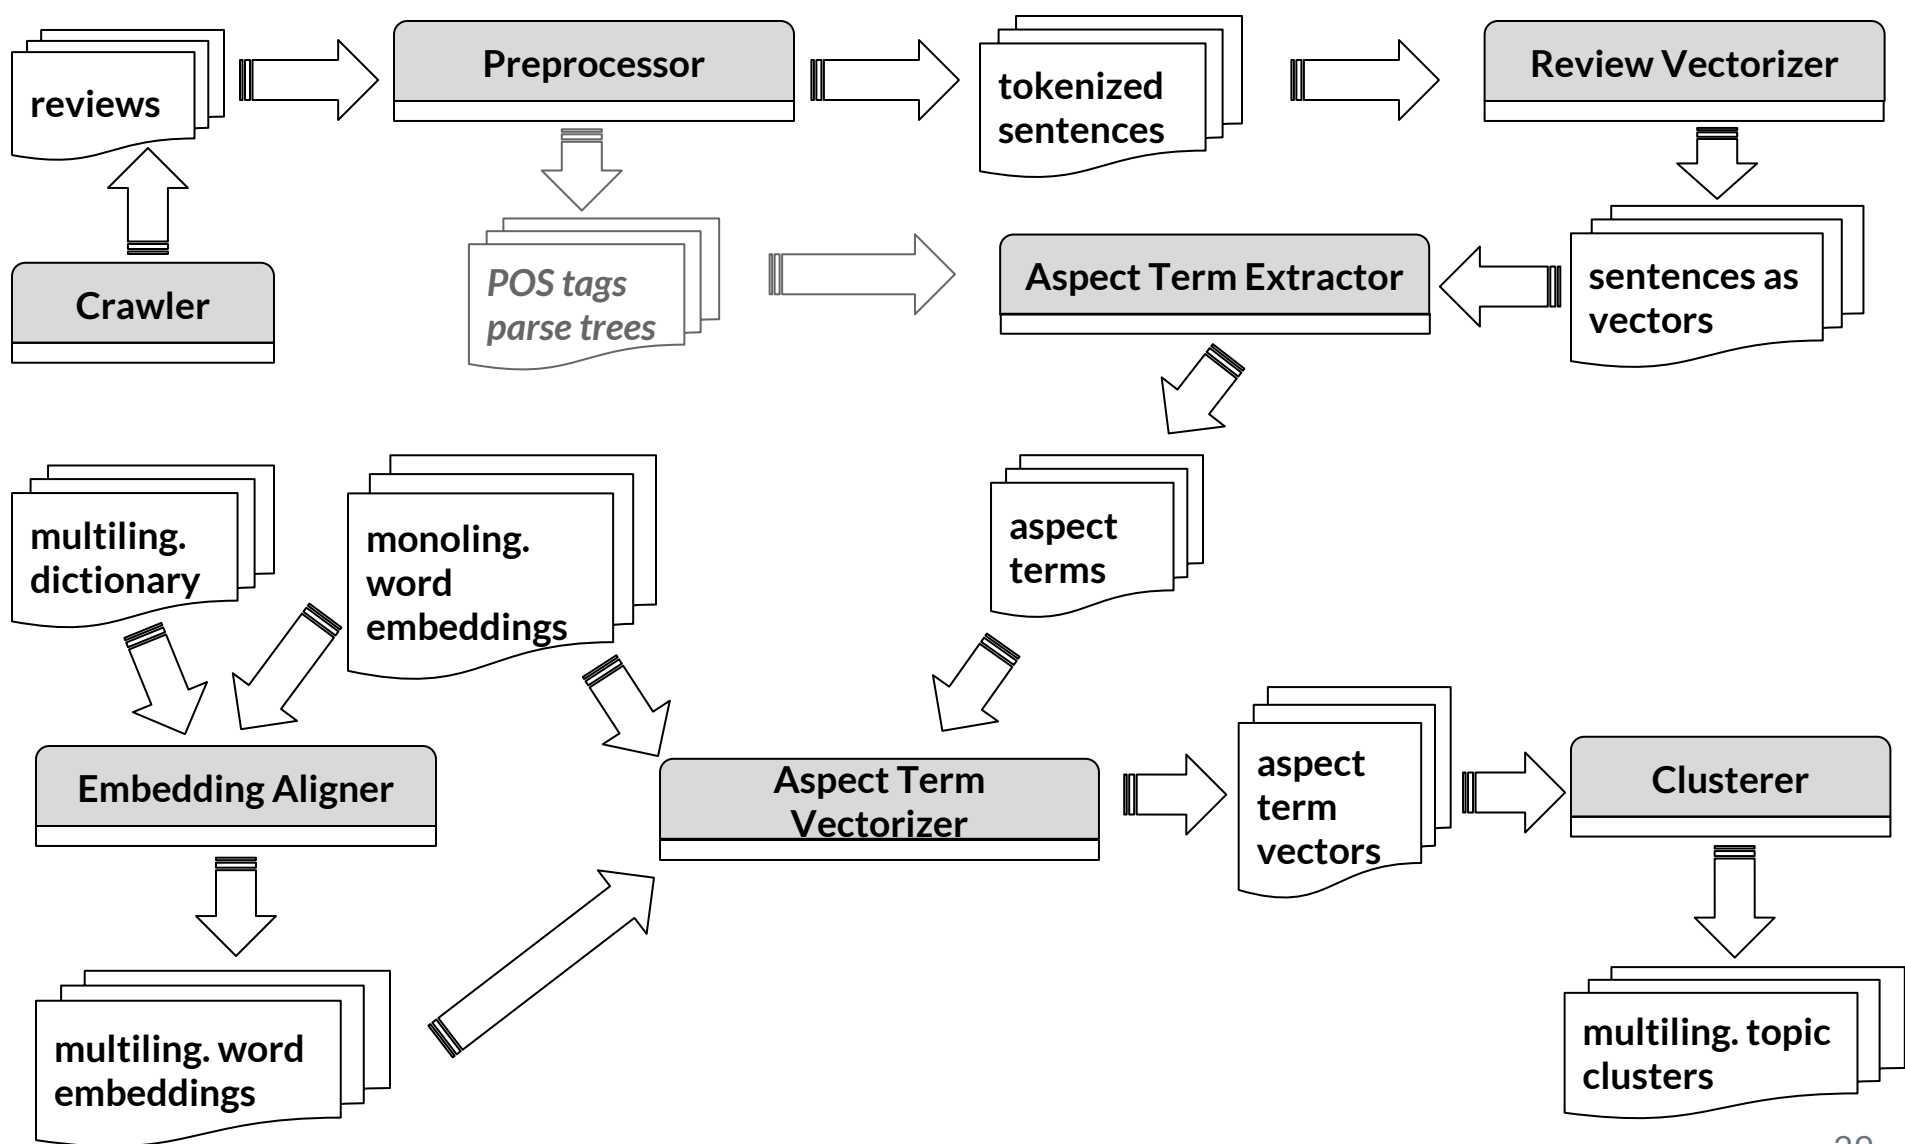 reviews
Preprocessor
tokenized
sentences
Review Vectorizer
Crawler
POS tags
parse trees
Aspect Term Extractor
sentences as
vectors
multiling.
dictionary
monoling.
word
embeddings
aspect
terms
Embedding Aligner
Aspect Term
Vectorizer
aspect
term
vectors
Clusterer
multiling. word
embeddings
multiling. topic
clusters